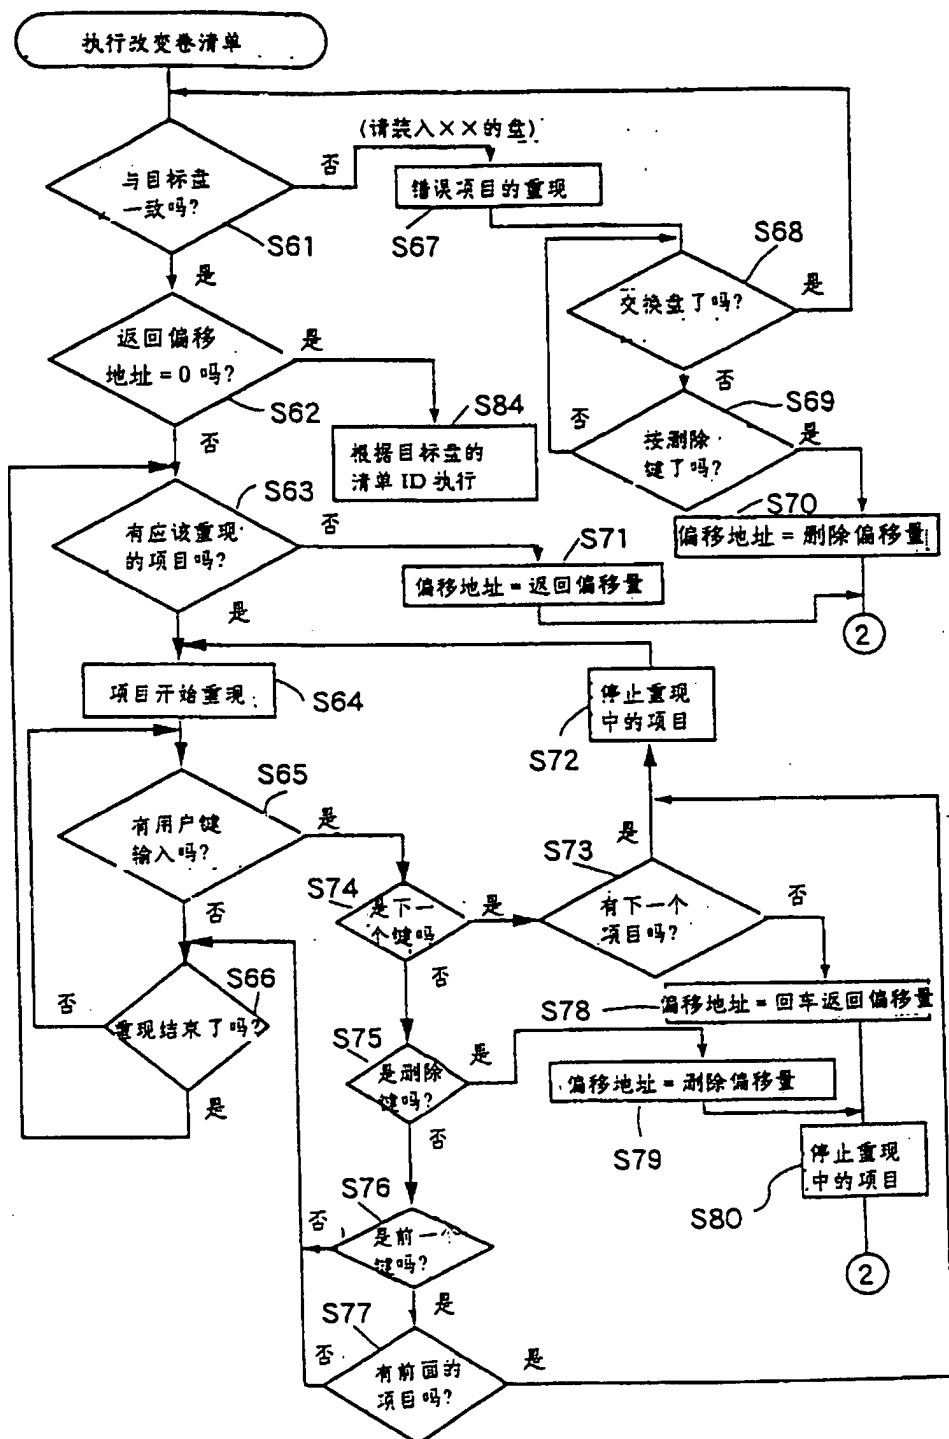 执行改变卷清单
(请装入××的盘)
否
与目标盘
一致吗?
错误项目的重现
S61
S67
S68
是
交换盘了吗?
是
返回偏移
地址=0 吗?
是
否
S62
S84
S69
否
否
按删除
键了吗?
是
根据目标盘的
清单 ID 执行
S63
S70
有应该重现
的项目吗?
否
偏移地址=删除偏移量
S71
偏移地址=返回偏移量
是
2
项目开始重现
S64
停止重现
中的项目
S72
S65
有用户键
输入吗?
是
是
S73
S74
否
是下一
个键吗
是
有下一个
项目吗?
否
S66
否
否
S78
偏移地址=回车返回偏移量
重现结束了吗?
S75
是
是删除
键吗?
偏移地址=删除偏移量
是
否
S79
停止重现
中的项目
S76
S80
否
是前一个
键吗?
2
是
S77
否
是
有前面的
项目吗?